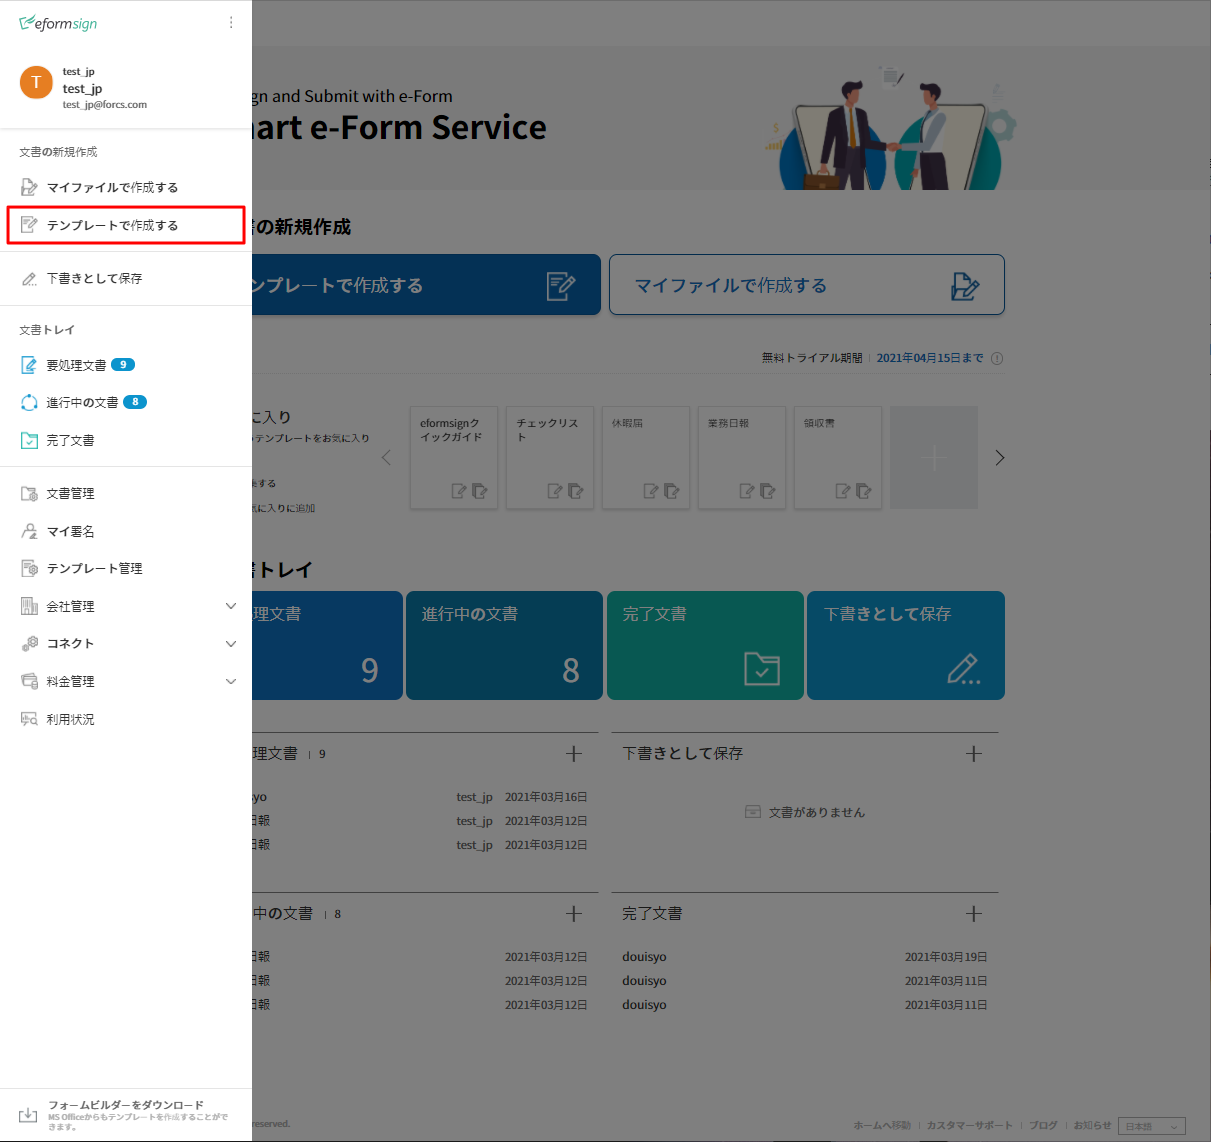 eformsign
T
test_jp
test_jp
test_jp@forcs.com
文書の新規作成
マイファイルで作成する
テンプレートで作成する
下書きとして保存
文書トレイ
要処理文書 9
進行中の文書 8
完了文書
文書管理
マイ署名
テンプレート管理
会社管理
コネクト
料金管理
利用状況
フォームビルダーをダウンロード
MS Officeからもテンプレートを作成することがで
きます。
gn and Submit with e-Form
art e-Form Service
の新規作成
ンプレートで作成する
マイファイルで作成する
無料トライアル期間
2021年04月15日まで
に入り
テンプレートをお気に入り
集する
気に入りに追加
eformsignク
イックガイド
チェックリス
ト
休暇届
業務日報
領収書
トレイ
理文書
9
進行中の文書
8
完了文書
下書きとして保存
理文書 9
syo test_jp 2021年03月16日
日報 test_jp 2021年03月12日
日報 test_jp 2021年03月12日
下書きとして保存
文書がありません
中の文書 8
日報 2021年03月12日
日報 2021年03月12日
日報 2021年03月12日
完了文書
douisyo 2021年03月19日
douisyo 2021年03月11日
douisyo 2021年03月11日
reserved.
ホームへ移動 カスタマーサポート ブログ お知らせ 日本語